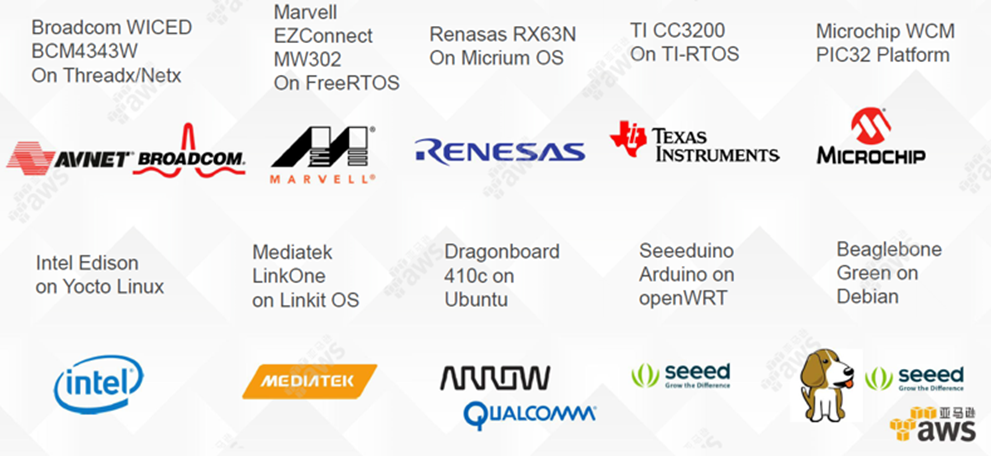 Broadcom WICED
BCM4343W
On Threadx/Netx
Marvell
EZConnect
MW302
On FreeRTOS
Renasas RX63N
On Micrium OS
TI CC3200
On TI-RTOS
Microchip WCM
PIC32 Platform
AVNET
BROADCOM.
MARVELL®
RENESAS
TEXAS
INSTRUMENTS
MICROCHIP
Intel Edison
on Yocto Linux
Mediatek
LinkOne
on Linkit OS
Dragonboard
410c on
Ubuntu
Seeeduino
Arduino on
openWRT
Beaglebone
Green on
Debian
intel
MEDIATEK
ARROW
QUALCOMM
seeed
Grow the Difference
seeed
Grow the Difference
亚马逊
aws